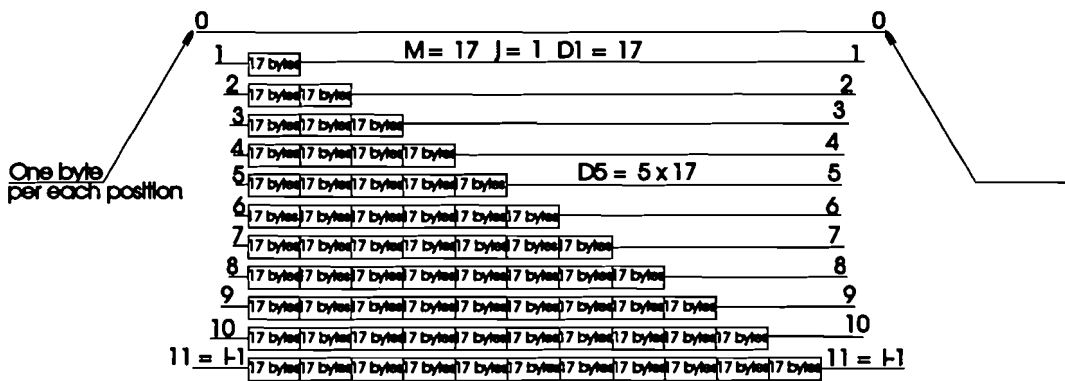 0 0
1 17 bytes M = 17 J = 1 D1 = 17 1
2 17 bytes 17 bytes 2
3 17 bytes 17 bytes 17 bytes 3
4 17 bytes 17 bytes 17 bytes 17 bytes 4
One byte
per each position
5 17 bytes 17 bytes 17 bytes 17 bytes 17 bytes D5 = 5 x 17 5
6 17 bytes 17 bytes 17 bytes 17 bytes 17 bytes 17 bytes 6
7 17 bytes 17 bytes 17 bytes 17 bytes 17 bytes 17 bytes 17 bytes 7
8 17 bytes 17 bytes 17 bytes 17 bytes 17 bytes 17 bytes 17 bytes 17 bytes 8
9 17 bytes 17 bytes 17 bytes 17 bytes 17 bytes 17 bytes 17 bytes 17 bytes 17 bytes 9
10 17 bytes 17 bytes 17 bytes 17 bytes 17 bytes 17 bytes 17 bytes 17 bytes 17 bytes 17 bytes 10
11 = I-1 17 bytes 17 bytes 17 bytes 17 bytes 17 bytes 17 bytes 17 bytes 17 bytes 17 bytes 17 bytes 17 bytes 11 = I-1